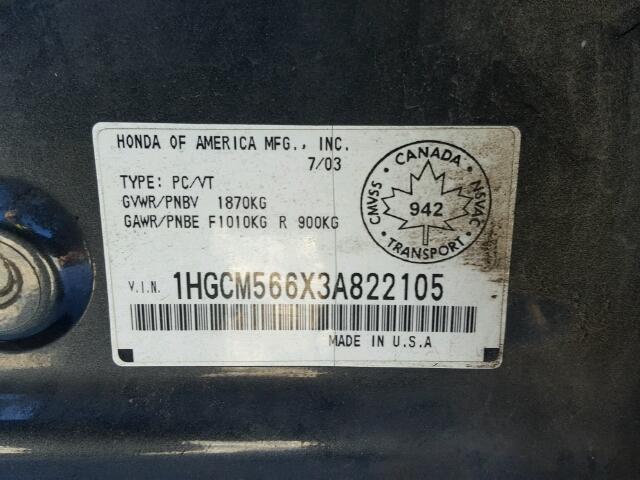 HONDA OF AMERICA MFG., INC.
7/03
TYPE: PC/VT
GVWR/PNBV 1870KG
GAWR/PNBE F1010KG R 900KG
CANADA
CMVSS
NSVAC
942
TRANSPORT
V.I.N. 1HGCM566X3A822105
MADE IN U.S.A